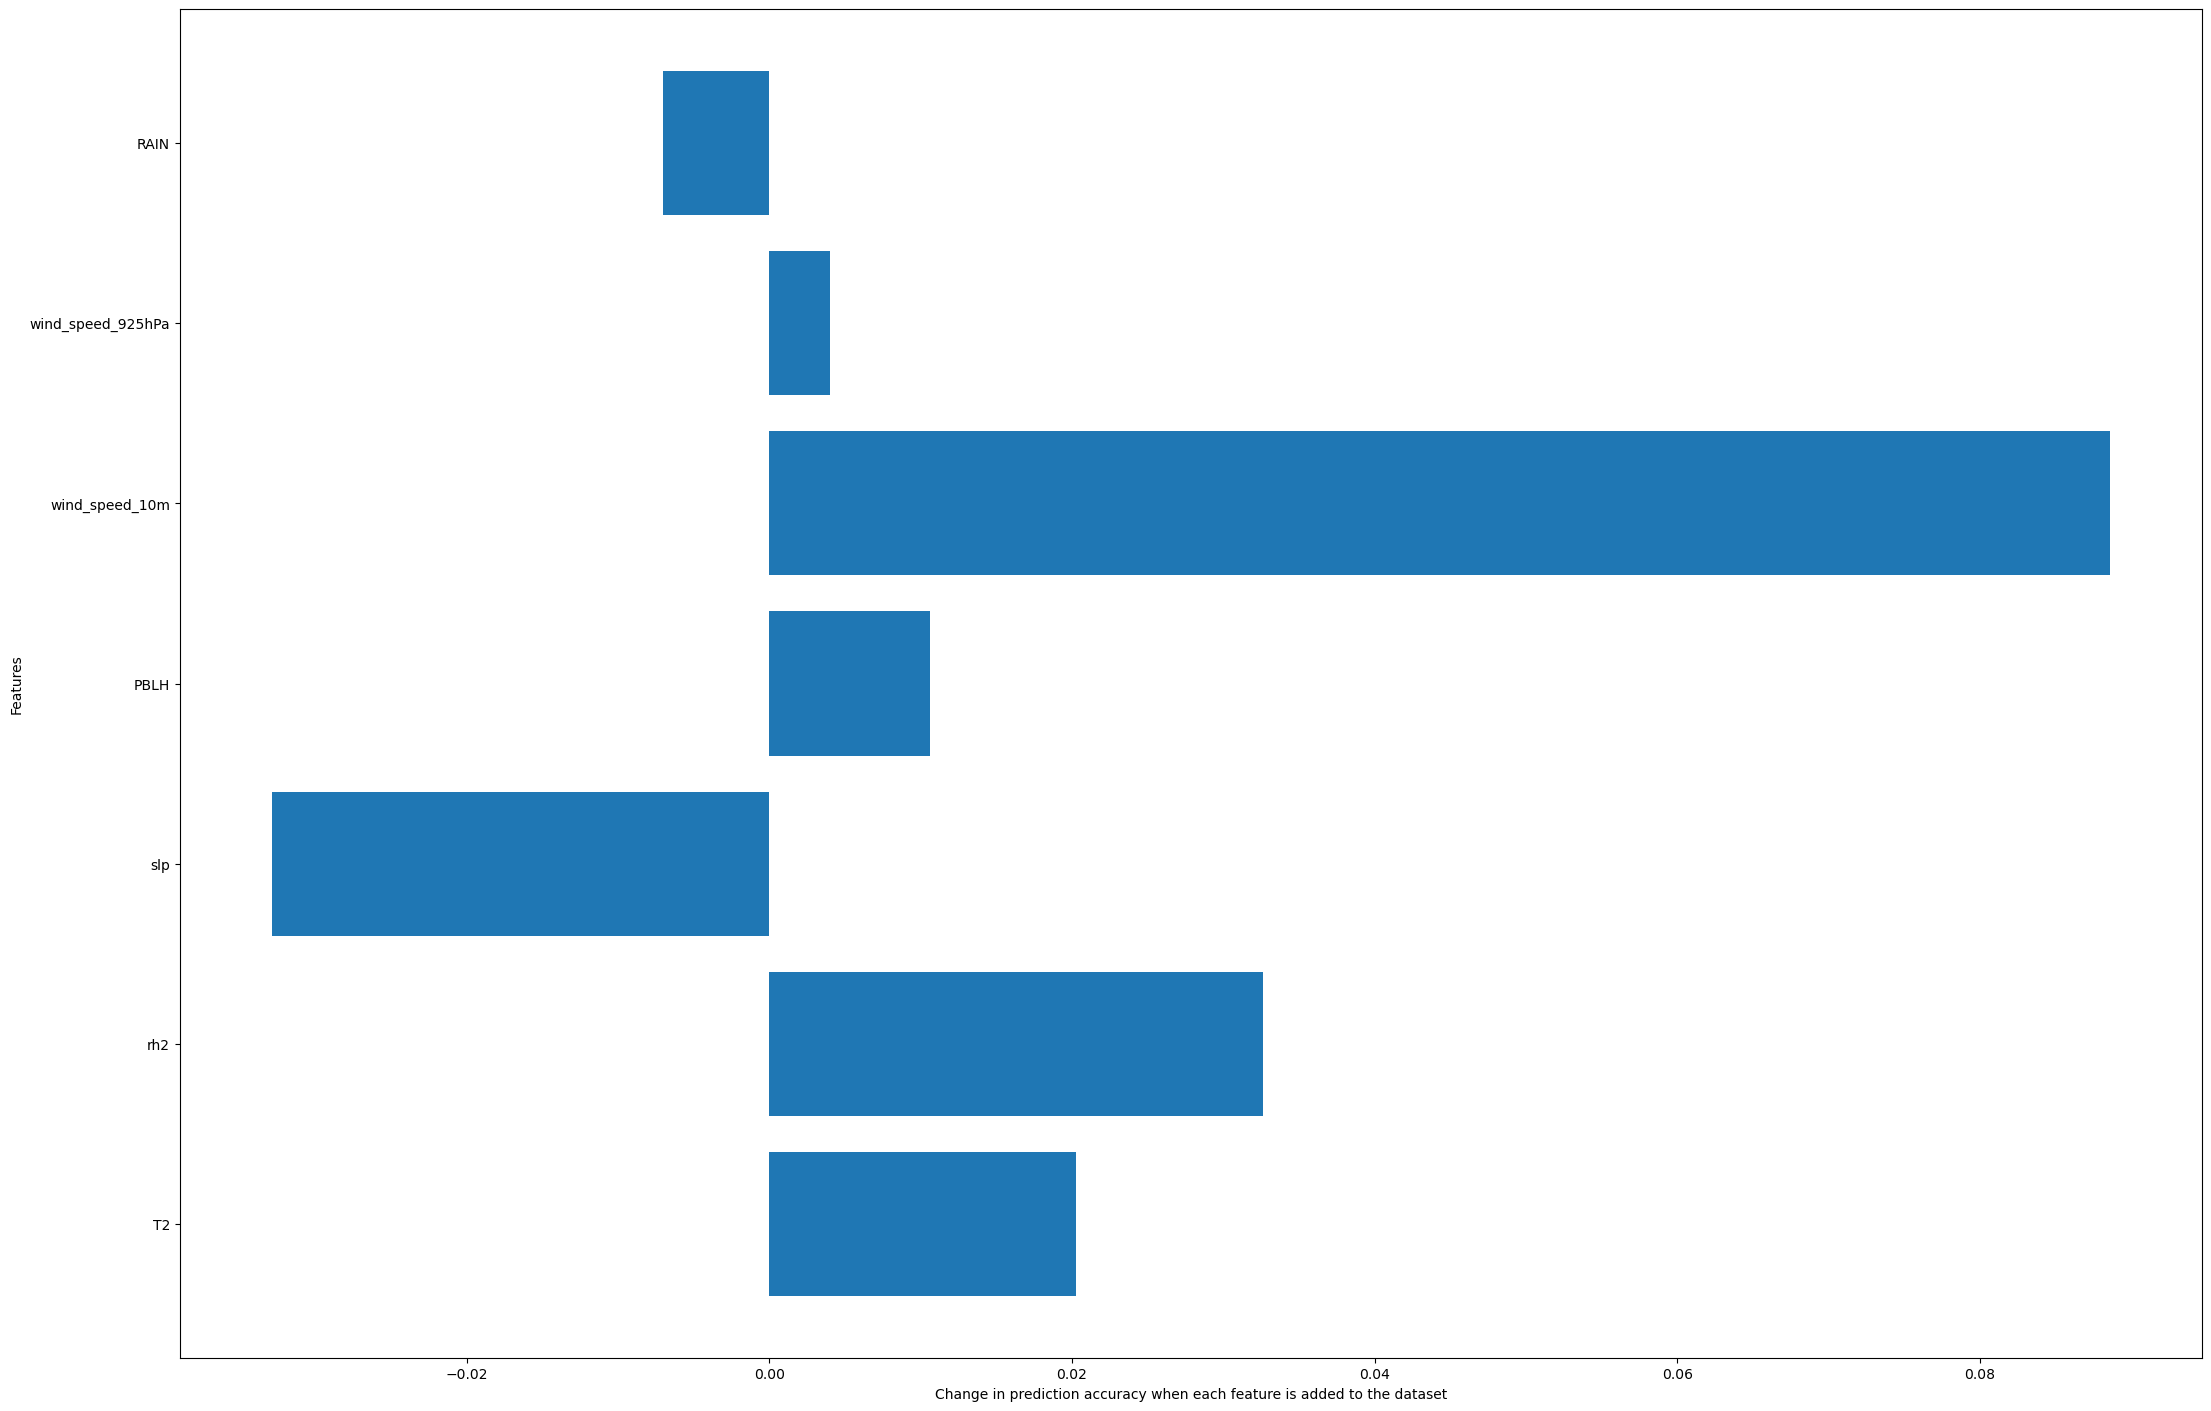 RAIN
wind_speed_925hPa
wind_speed_10m
PBLH
slp
rh2
T2
Features
−0.02 0.00 0.02 0.04 0.06 0.08
Change in prediction accuracy when each feature is added to the dataset